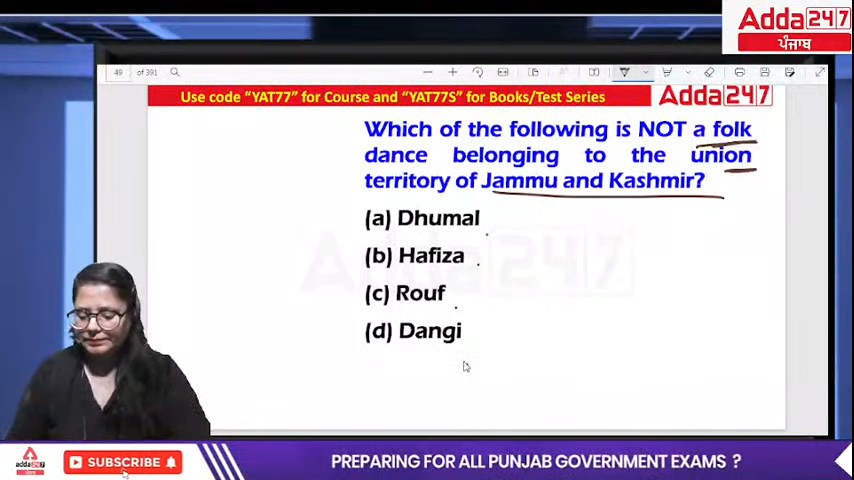 Adda247
ਪੰਜਾਬ
49 of 391
Use code "YAT77" for Course and "YAT77S" for Books/Test Series
Adda247
Which of the following is NOT a folk
dance belonging to the union
territory of Jammu and Kashmir?
(a) Dhumal
(b) Hafiza
(c) Rouf
(d) Dangi
Adda247
adda247
ਪੰਜਾਬ
SUBSCRIBE
PREPARING FOR ALL PUNJAB GOVERNMENT EXAMS ?